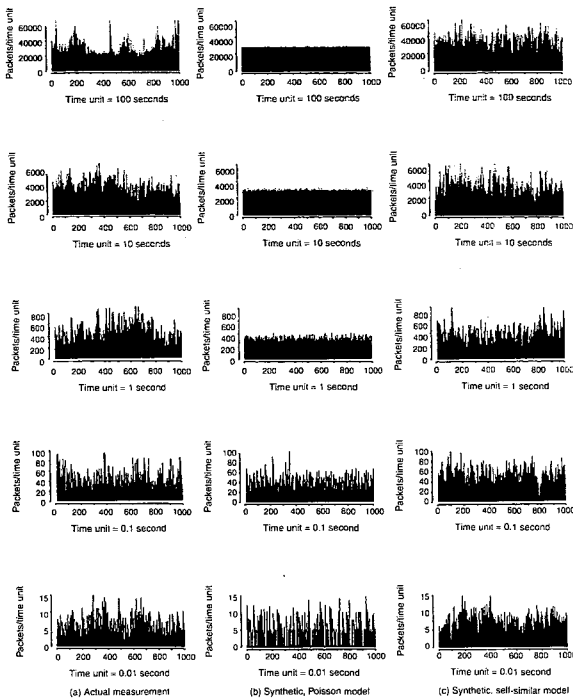 Packets/time unit
60000
40000
20000
0
0 200 400 600 800 1000
Time unit = 100 seconds
Packets/time unit
60000
40000
20000
0
0 200 400 600 800 1000
Time unit = 100 seconds
Packets/time unit
60000
40000
20000
0
0 200 400 600 800 1000
Time unit = 100 seconds
Packets/time unit
6000
4000
2000
0
0 200 400 600 800 1000
Time unit = 10 seconds
Packets/time unit
6000
4000
2000
0
0 200 400 600 800 1000
Time unit = 10 seconds
Packets/time unit
6000
4000
2000
0
0 200 400 600 800 1000
Time unit = 10 seconds
Packets/time unit
800
600
400
200
0
0 200 400 600 800 1000
Time unit = 1 second
Packets/time unit
800
600
400
200
0
0 200 400 600 800 1000
Time unit = 1 second
Packets/time unit
800
600
400
200
0
0 200 400 600 800 1000
Time unit = 1 second
Packets/time unit
100
80
60
40
20
0
0 200 400 600 800 1000
Time unit = 0.1 second
Packets/time unit
100
80
60
40
20
0
0 200 400 600 800 1000
Time unit = 0.1 second
Packets/time unit
100
80
60
40
20
0
0 200 400 600 800 1000
Time unit = 0.1 second
Packets/time unit
15
10
5
0
0 200 400 600 800 1000
Time unit = 0.01 second
Packets/time unit
15
10
5
0
0 200 400 600 800 1000
Time unit = 0.01 second
Packets/time unit
15
10
5
0
0 200 400 600 800 1000
Time unit = 0.01 second
(a) Actual measurement
(b) Synthetic, Poisson model
(c) Synthetic, self-similar model